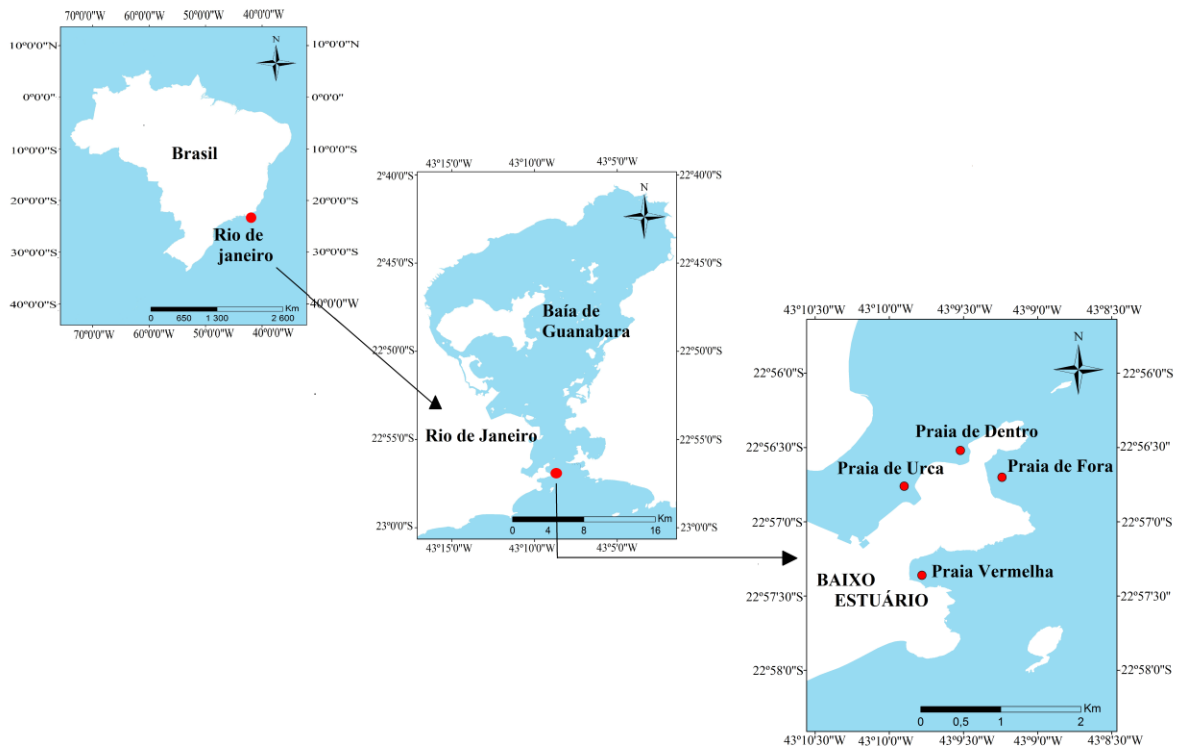 70°0'0"W 60°0'0"W 50°0'0"W 40°0'0"W
10°0'0"N 10°0'0"N
N
0°0'0" 0°0'0"
Brasil
10°0'0"S 10°0'0"S
20°0'0"S 20°0'0"S
Rio de
janeiro
30°0'0"S 30°0'0"S
40°0'0"S 40°0'0"W
Km
0 650 1 300 2 600
70°0'0"W 60°0'0"W 50°0'0"W 40°0'0"W
43°15'0"W 43°10'0"W 43°5'0"W
2°40'0"S 22°40'0"S
N
2°45'0"S 22°45'0"S
Baía de
Guanabara
22°50'0"S 22°50'0"S
Rio de Janeiro
22°55'0"S 22°55'0"S
Km
0 4 8 16
23°0'0"S 23°0'0"S
43°15'0"W 43°10'0"W 43°5'0"W
43°10'30"W 43°10'0"W 43°9'30"W 43°9'0"W 43°8'30"W
N
22°56'0"S 22°56'0"S
Praia de Dentro
22°56'30"S 22°56'30"S
Praia de Urca Praia de Fora
22°57'0"S 22°57'0"S
Praia Vermelha
BAIXO
ESTUÁRIO
22°57'30"S 22°57'30"S
22°58'0"S 22°58'0"S
Km
0 0,5 1 2
43°10'30"W 43°10'0"W 43°9'30"W 43°9'0"W 43°8'30"W